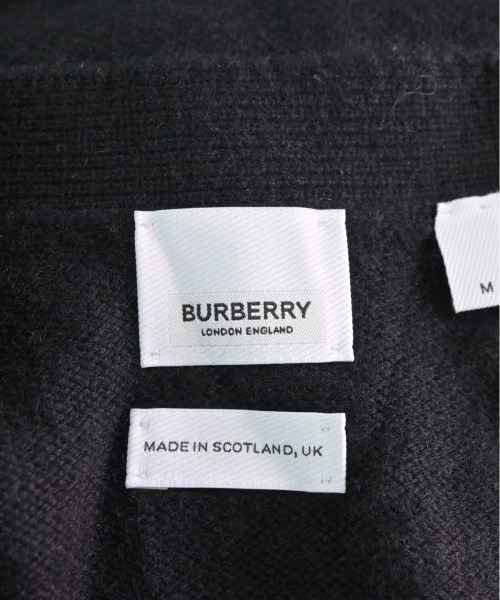 BURBERRY
LONDON ENGLAND
M
MADE IN SCOTLAND, UK